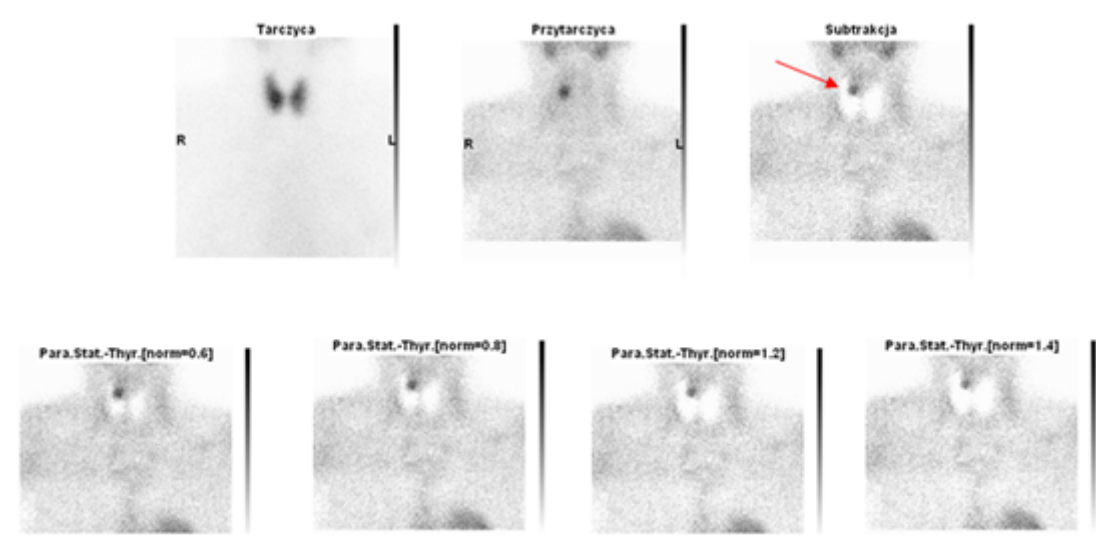 Tarczyca
Przytarczyca
Subtrakcja
R
L
R
L
Para.Stat.-Thyr.[norm=0.6]
Para.Stat.-Thyr.[norm=0.8]
Para.Stat.-Thyr.[norm=1.2]
Para.Stat.-Thyr.[norm=1.4]